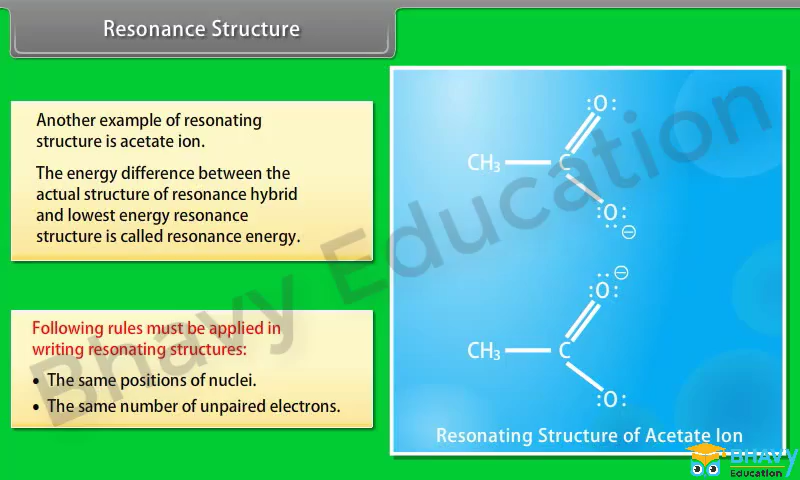 Resonance Structure
Another example of resonating
structure is acetate ion.
The energy difference between the
actual structure of resonance hybrid
and lowest energy resonance
structure is called resonance energy.
Following rules must be applied in
writing resonating structures:
• The same positions of nuclei.
• The same number of unpaired electrons.
:O:
CH₃ C
:O:
⊖
⊖
:O:
CH₃ C
:O:
Resonating Structure of Acetate Ion
Bhavy Education
BHAVY
Education